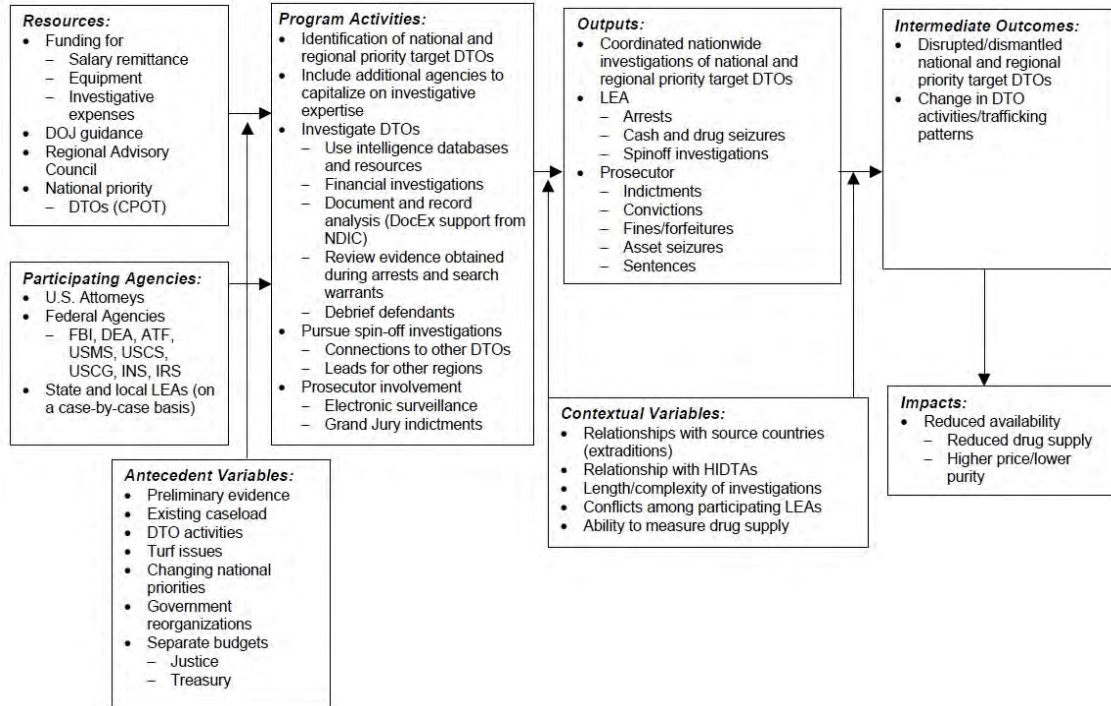 Resources:
• Funding for
– Salary remittance
– Equipment
– Investigative
expenses
• DOJ guidance
• Regional Advisory
Council
• National priority
– DTOs (CPOT)
Participating Agencies:
• U.S. Attorneys
• Federal Agencies
– FBI, DEA, ATF,
USMS, USCS,
USCG, INS, IRS
• State and local LEAs (on
a case-by-case basis)
Antecedent Variables:
• Preliminary evidence
• Existing caseload
• DTO activities
• Turf issues
• Changing national
priorities
• Government
reorganizations
• Separate budgets
– Justice
– Treasury
Program Activities:
• Identification of national and
regional priority target DTOs
• Include additional agencies to
capitalize on investigative
expertise
• Investigate DTOs
– Use intelligence databases
and resources
– Financial investigations
– Document and record
analysis (DocEx support from
NDIC)
– Review evidence obtained
during arrests and search
warrants
– Debrief defendants
• Pursue spin-off investigations
– Connections to other DTOs
– Leads for other regions
• Prosecutor involvement
– Electronic surveillance
– Grand Jury indictments
Outputs:
• Coordinated nationwide
investigations of national and
regional priority target DTOs
• LEA
– Arrests
– Cash and drug seizures
– Spinoff investigations
• Prosecutor
– Indictments
– Convictions
– Fines/forfeitures
– Asset seizures
– Sentences
Contextual Variables:
• Relationships with source countries
(extraditions)
• Relationship with HIDTAs
• Length/complexity of investigations
• Conflicts among participating LEAs
• Ability to measure drug supply
Intermediate Outcomes:
• Disrupted/dismantled
national and regional
priority target DTOs
• Change in DTO
activities/trafficking
patterns
Impacts:
• Reduced availability
– Reduced drug supply
– Higher price/lower
purity